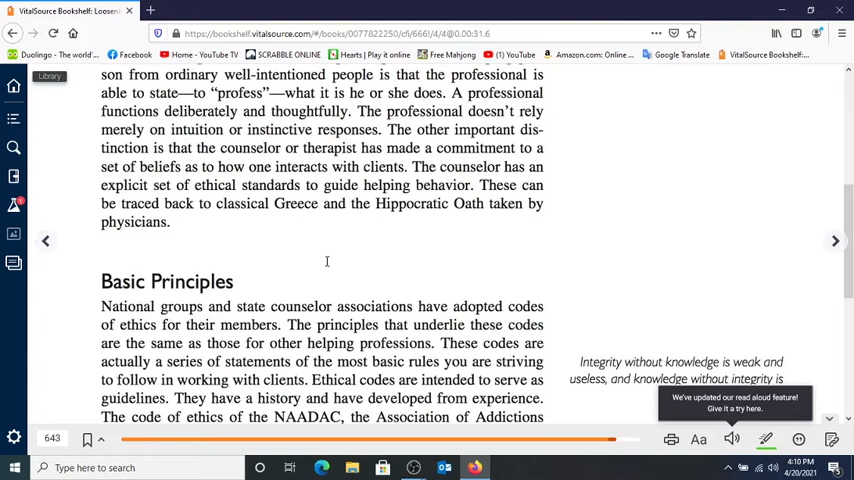 VitalSource Bookshelf: Loosen
https://bookshelf.vitalsource.com/#/books/0077822250/cfi/666!/4/4@0.00:31.6
Duolingo - The world'...
Facebook
Home - YouTube TV
SCRABBLE ONLINE
Hearts | Play it online
Free Mahjong
(1) YouTube
Amazon.com: Online ...
Google Translate
VitalSource Bookshelf:...
Library
son from ordinary well-intentioned people is that the professional is
able to state—to “profess”—what it is he or she does. A professional
functions deliberately and thoughtfully. The professional doesn’t rely
merely on intuition or instinctive responses. The other important dis-
tinction is that the counselor or therapist has made a commitment to a
set of beliefs as to how one interacts with clients. The counselor has an
explicit set of ethical standards to guide helping behavior. These can
be traced back to classical Greece and the Hippocratic Oath taken by
physicians.
Basic Principles
National groups and state counselor associations have adopted codes
of ethics for their members. The principles that underlie these codes
are the same as those for other helping professions. These codes are
actually a series of statements of the most basic rules you are striving
to follow in working with clients. Ethical codes are intended to serve as
guidelines. They have a history and have developed from experience.
The code of ethics of the NAADAC, the Association of Addictions
Integrity without knowledge is weak and
useless, and knowledge without integrity is
We've updated our read aloud feature!
Give it a try here.
643
Aa
Type here to search
4:10 PM
4/20/2021